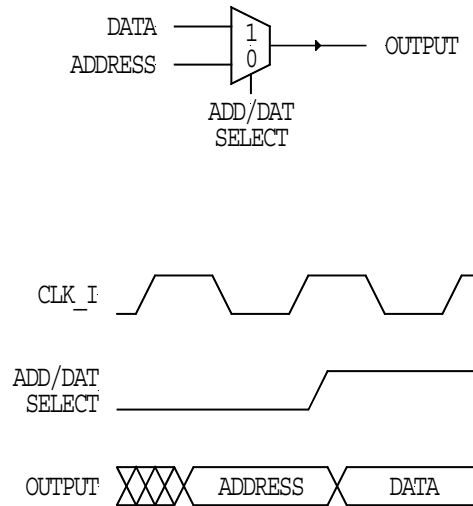 DATA
1
OUTPUT
ADDRESS
0
ADD/DAT
SELECT
CLK_I
ADD/DAT
SELECT
OUTPUT
ADDRESS
DATA